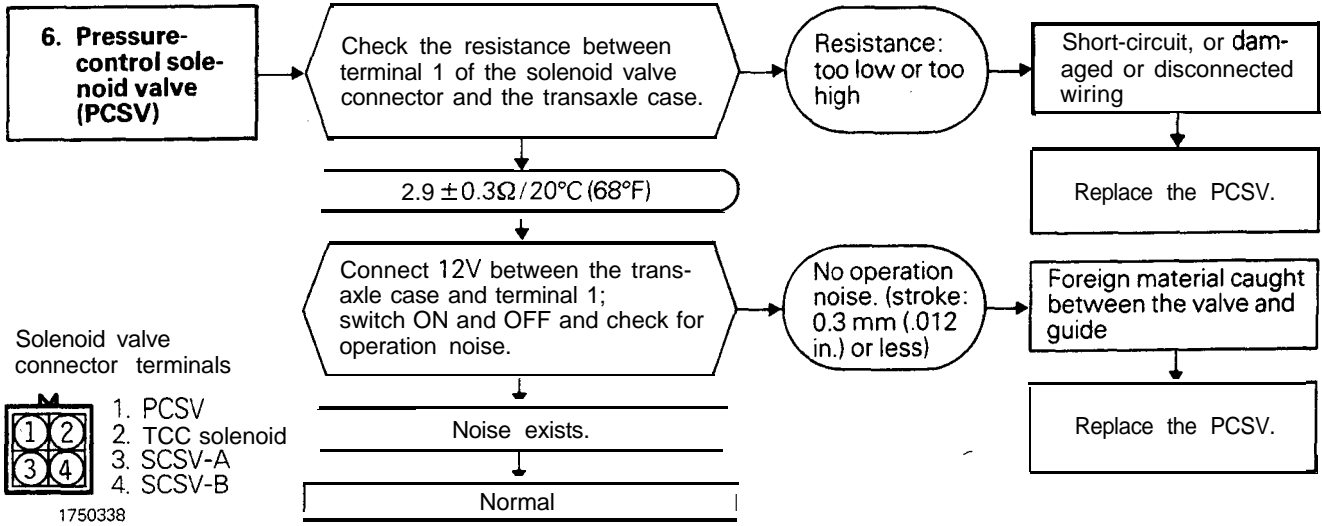 6. Pressure-
control sole-
noid valve
(PCSV)
Check the resistance between
terminal 1 of the solenoid valve
connector and the transaxle case.
Resistance:
too low or too
high
Short-circuit, or dam-
aged or disconnected
wiring
Replace the PCSV.
2.9 ±0.3Ω/20°C (68°F)
Connect 12V between the trans-
axle case and terminal 1;
switch ON and OFF and check for
operation noise.
No operation
noise. (stroke:
0.3 mm (.012
in.) or less)
Foreign material caught
between the valve and
guide
Replace the PCSV.
Noise exists.
Normal
Solenoid valve
connector terminals
1 2
3 4
1. PCSV
2. TCC solenoid
3. SCSV-A
4. SCSV-B
1750338